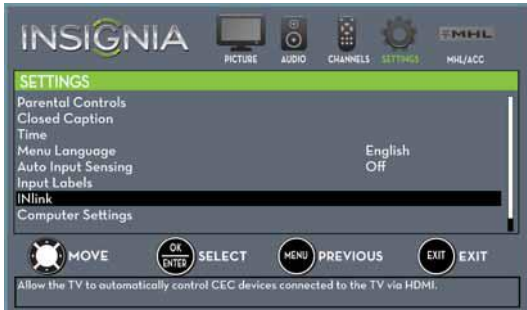 INSIGNIA
PICTURE AUDIO CHANNELS SETTINGS MHL MHL/ACC
SETTINGS
Parental Controls
Closed Caption
Time
Menu Language English
Auto Input Sensing Off
Input Labels
INlink
Computer Settings
MOVE OK ENTER SELECT MENU PREVIOUS EXIT EXIT
Allow the TV to automatically control CEC devices connected to the TV via HDMI.